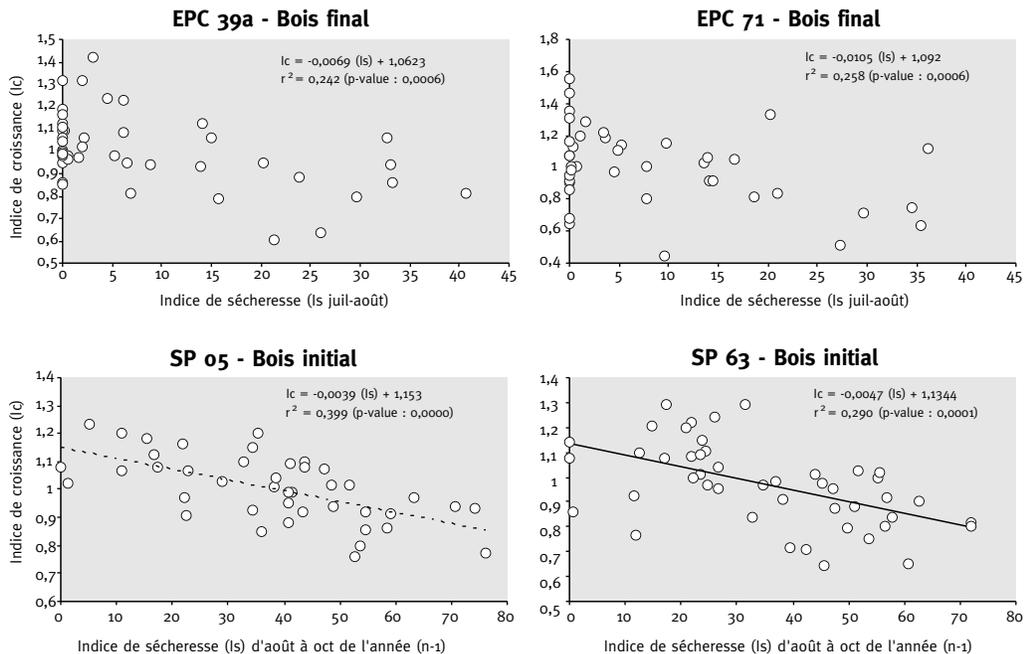 EPC 39a - Bois final
Ic = -0,0069 (Is) + 1,0623
r² = 0,242 (p-value : 0,0006)
Indice de croissance (Ic)
1,5
1,4
1,3
1,2
1,1
1
0,9
0,8
0,7
0,6
0,5
0 5 10 15 20 25 30 35 40 45
Indice de sécheresse (Is juil-août)
EPC 71 - Bois final
Ic = -0,0105 (Is) + 1,092
r² = 0,258 (p-value : 0,0006)
1,8
1,6
1,4
1,2
1
0,8
0,6
0,4
0 5 10 15 20 25 30 35 40 45
Indice de sécheresse (Is juil-août)
SP 05 - Bois initial
Ic = -0,0039 (Is) + 1,153
r² = 0,399 (p-value : 0,0000)
Indice de croissance (Ic)
1,4
1,3
1,2
1,1
1
0,9
0,8
0,7
0,6
0 10 20 30 40 50 60 70 80
Indice de sécheresse (Is) d'août à oct de l'année (n-1)
SP 63 - Bois initial
Ic = -0,0047 (Is) + 1,1344
r² = 0,290 (p-value : 0,0001)
1,4
1,3
1,2
1,1
1
0,9
0,8
0,7
0,6
0,5
0 10 20 30 40 50 60 70 80
Indice de sécheresse (Is) d'août à oct de l'année (n-1)